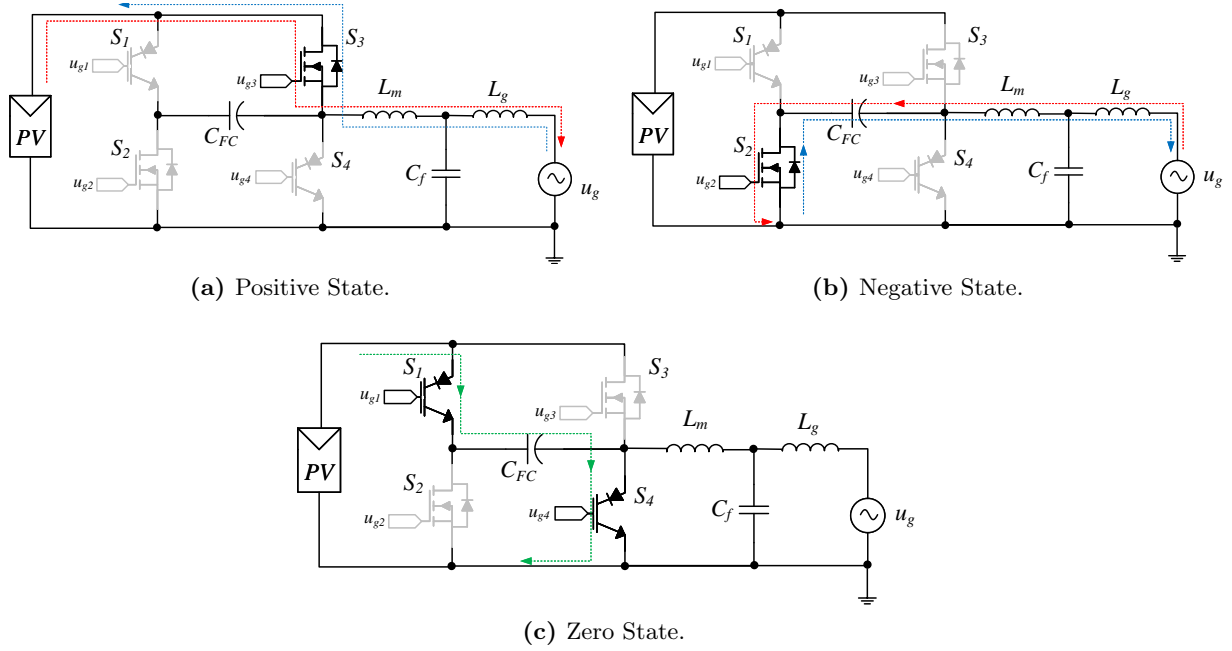 S1
S3
ug1
ug3
Lm
Lg
PV
CFC
S2
S4
ug2
ug4
Cf
ug
(a) Positive State.
S1
S3
ug1
ug3
Lm
Lg
PV
CFC
S2
S4
ug2
ug4
Cf
ug
(b) Negative State.
S1
S3
ug1
ug3
Lm
Lg
PV
CFC
S2
S4
ug2
ug4
Cf
ug
(c) Zero State.